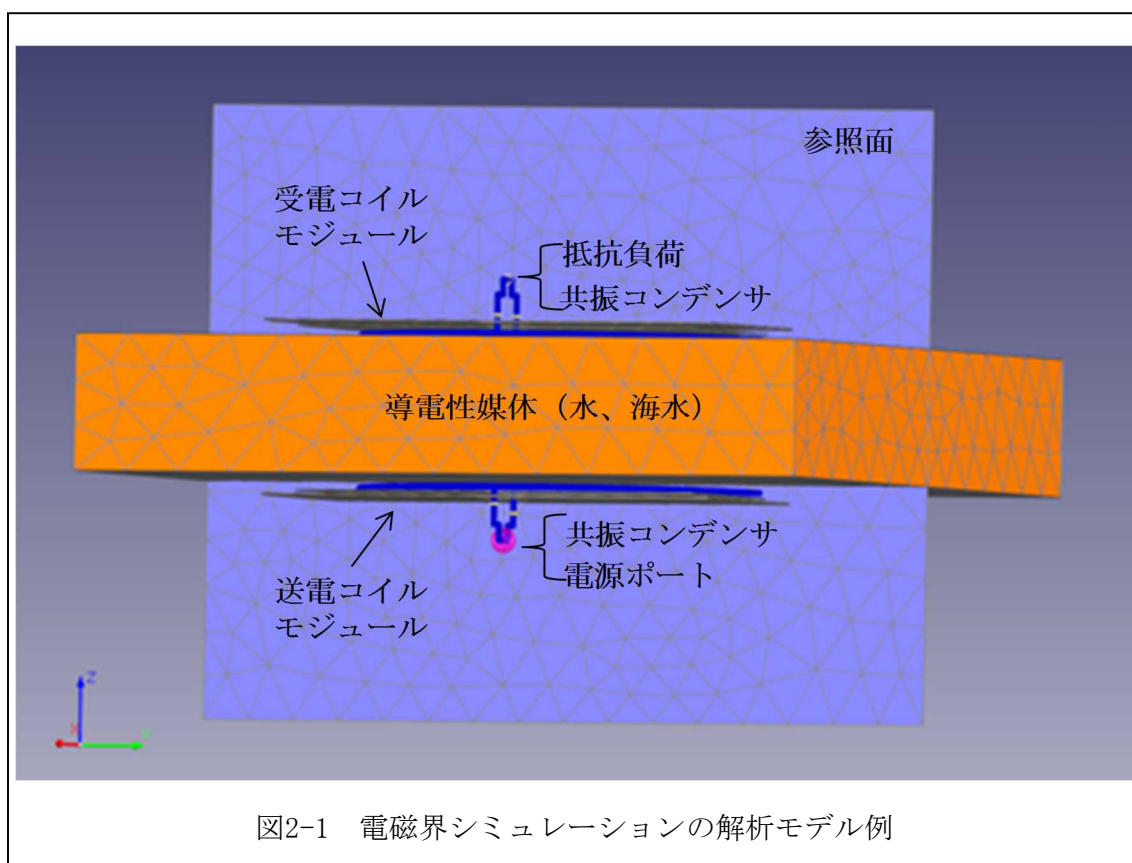 参照面
受電コイル
モジュール
抵抗負荷
共振コンデンサ
導電性媒体（水、海水）
共振コンデンサ
電源ポート
送電コイル
モジュール
Z
X
Y
図2-1 電磁界シミュレーションの解析モデル例